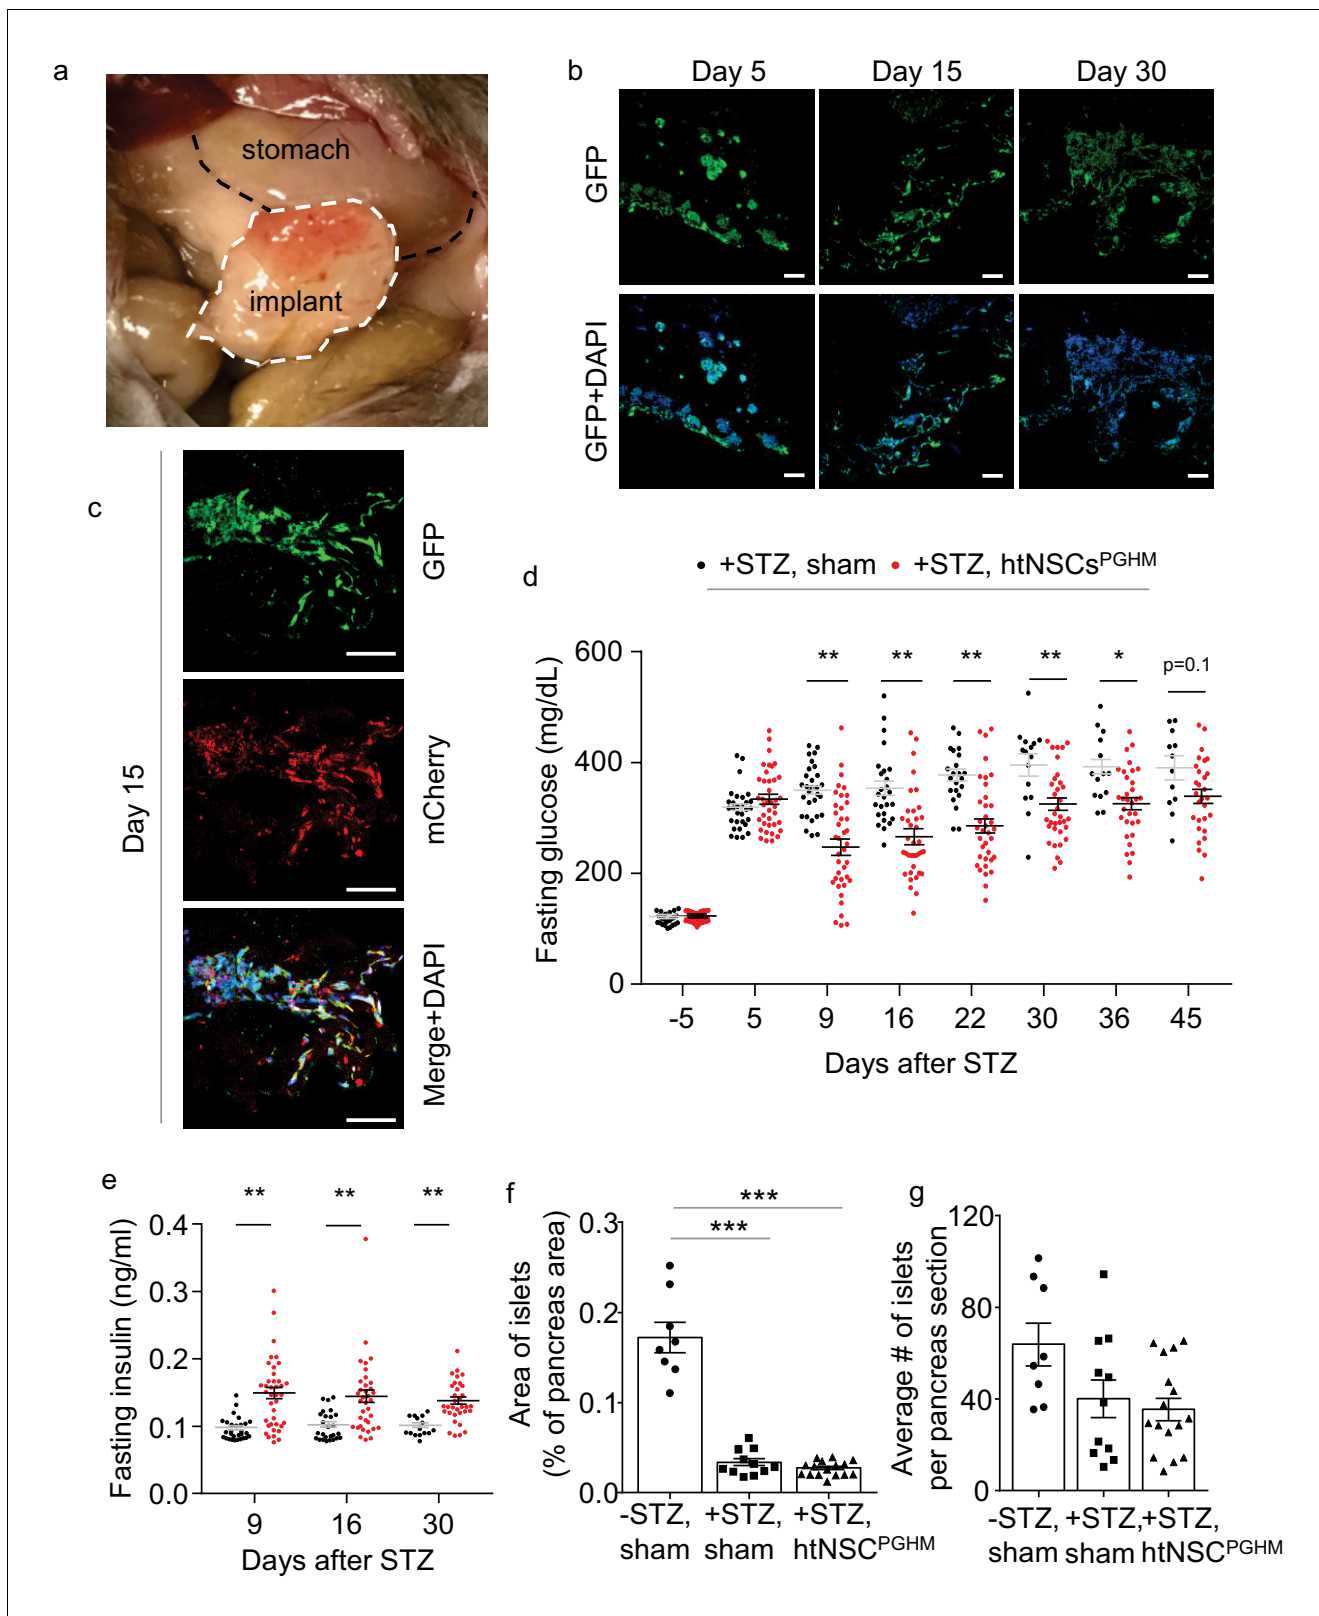 a
stomach
implant
b
Day 5
Day 15
Day 30
GFP
GFP+DAPI
c
Day 15
GFP
mCherry
Merge+DAPI
d
+STZ, sham
+STZ, htNSCsPGHM
Fasting glucose (mg/dL)
600
400
200
0
**
**
**
**
*
p=0.1
-5
5
9
16
22
30
36
45
Days after STZ
e
Fasting insulin (ng/ml)
0.4
0.3
0.2
0.1
0.0
**
**
**
9
16
30
Days after STZ
f
Area of islets
(% of pancreas area)
0.3
0.2
0.1
0.0
***
***
-STZ,
sham
+STZ,
sham
+STZ,
htNSCPGHM
g
Average # of islets
per pancreas section
120
80
40
0
-STZ,
sham
+STZ,
sham
+STZ,
htNSCPGHM